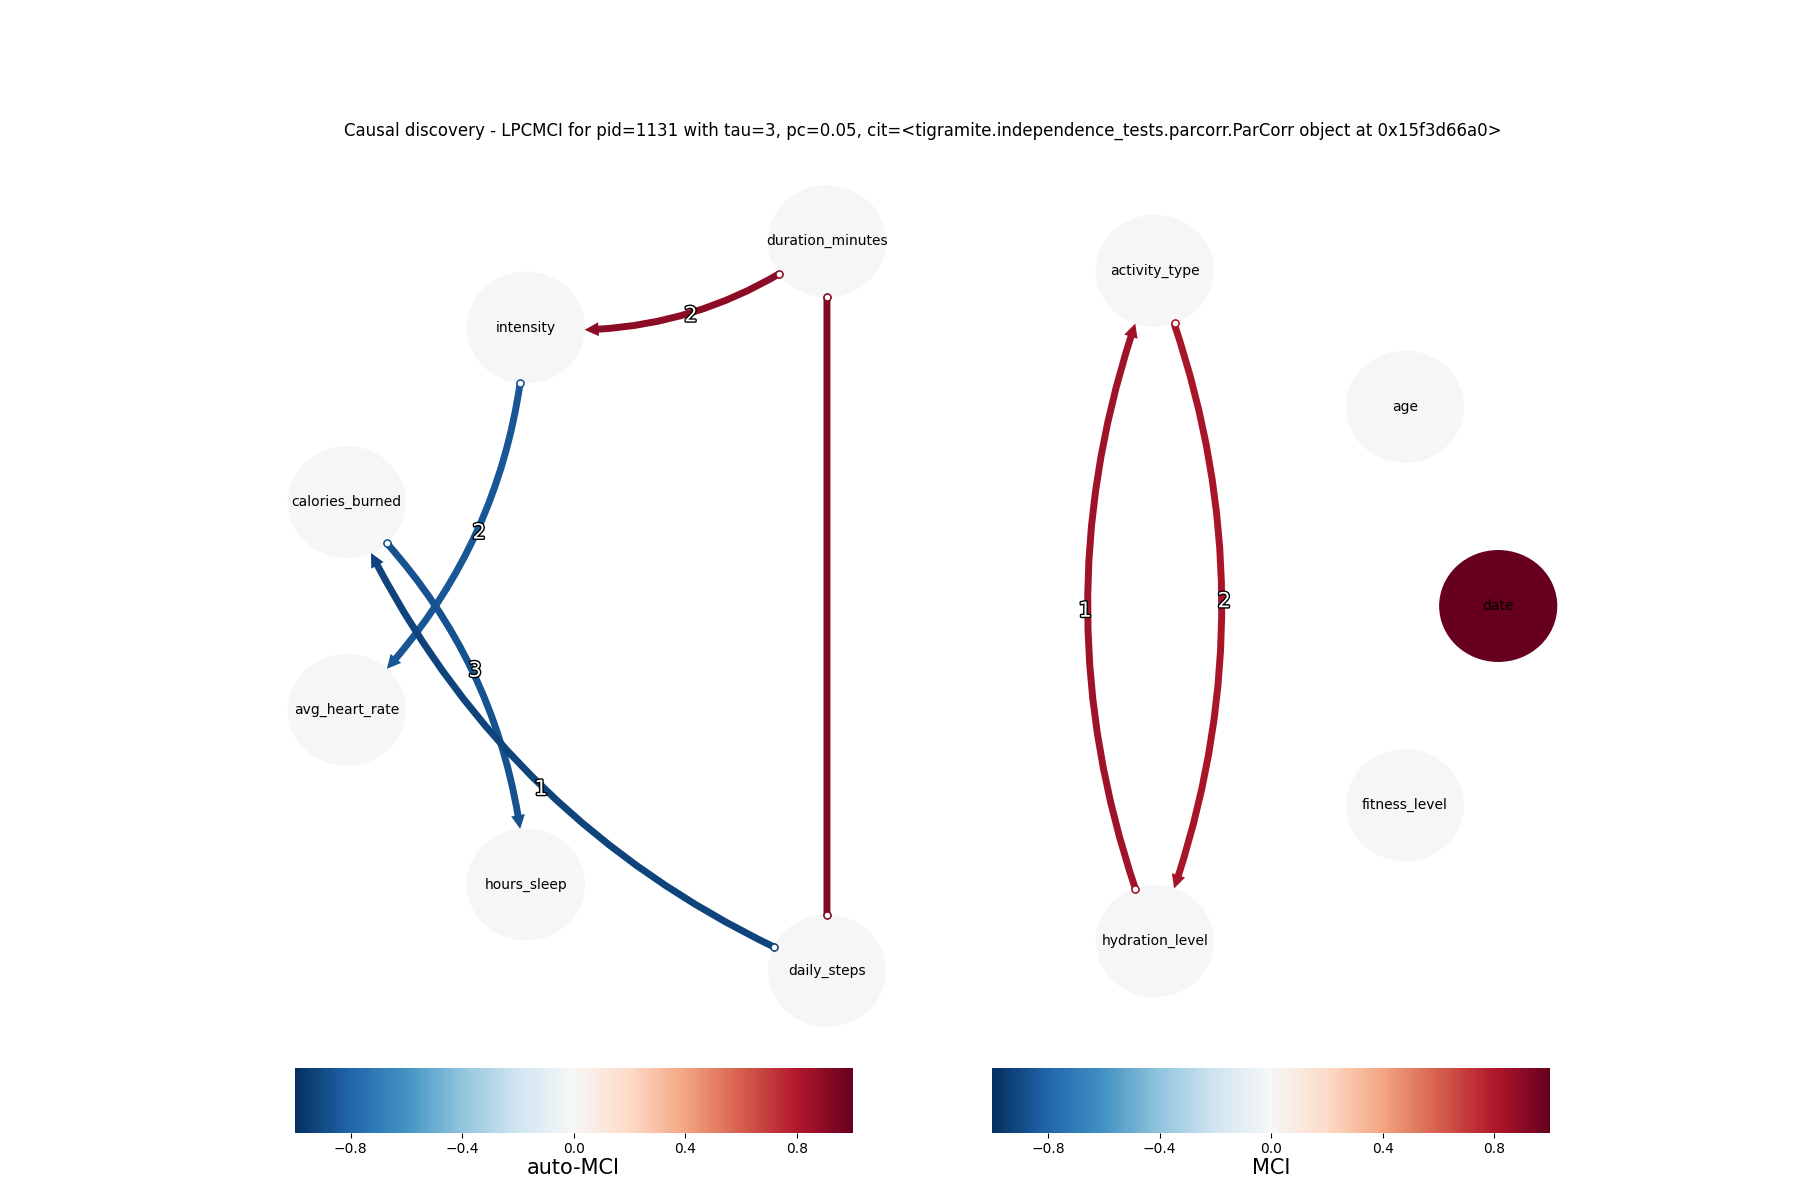 Causal discovery - LPCMCI for pid=1131 with tau=3, pc=0.05, cit=<tigramite.independence_tests.parcorr.ParCorr object at 0x15f3d66a0>
duration_minutes
activity_type
2
intensity
age
calories_burned
2
1
2
date
3
avg_heart_rate
1
fitness_level
hours_sleep
hydration_level
daily_steps
−0.8 −0.4 0.0 0.4 0.8
auto-MCI
−0.8 −0.4 0.0 0.4 0.8
MCI